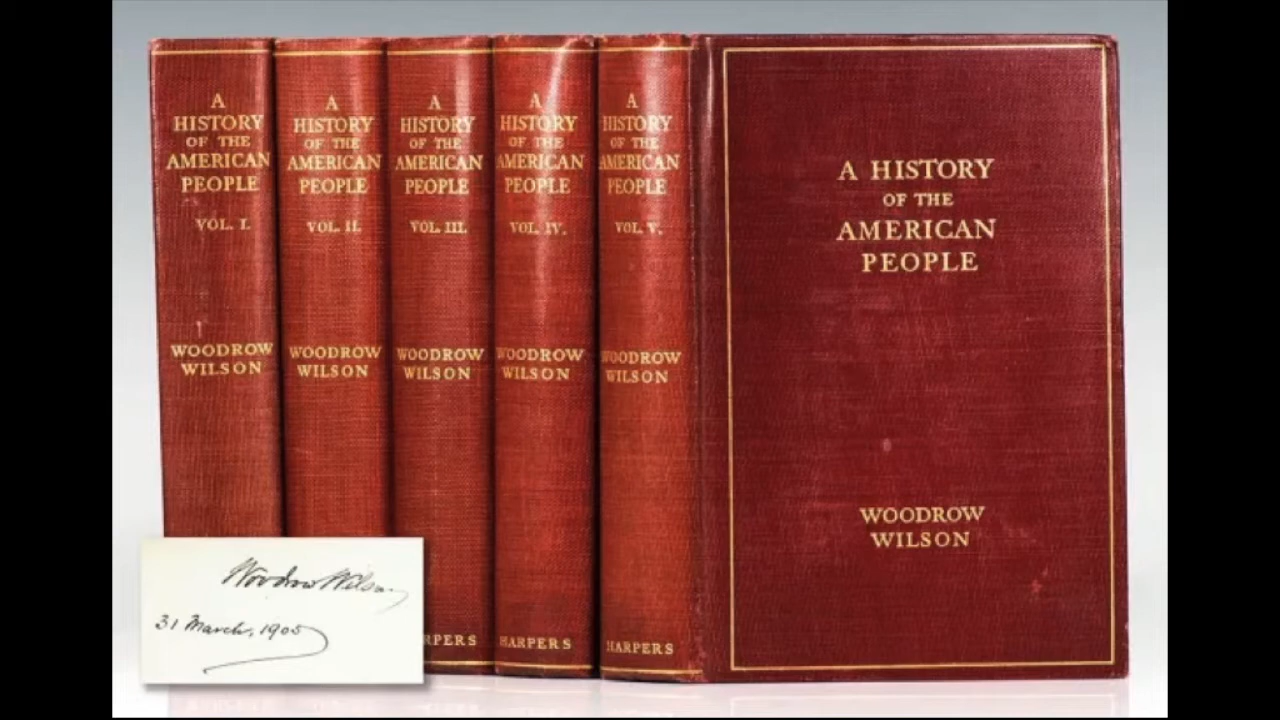 A
HISTORY
OF THE
AMERICAN
PEOPLE
VOL. I.
WOODROW
WILSON
A
HISTORY
OF THE
AMERICAN
PEOPLE
VOL. II.
WOODROW
WILSON
A
HISTORY
OF THE
AMERICAN
PEOPLE
VOL. III.
WOODROW
WILSON
RPERS
A
HISTORY
OF THE
AMERICAN
PEOPLE
VOL. IV.
WOODROW
WILSON
HARPERS
A
HISTORY
OF THE
AMERICAN
PEOPLE
VOL. V.
WOODROW
WILSON
HARPERS
A HISTORY
OF THE
AMERICAN
PEOPLE
WOODROW
WILSON
Woodrow Wilson
31 March, 1905